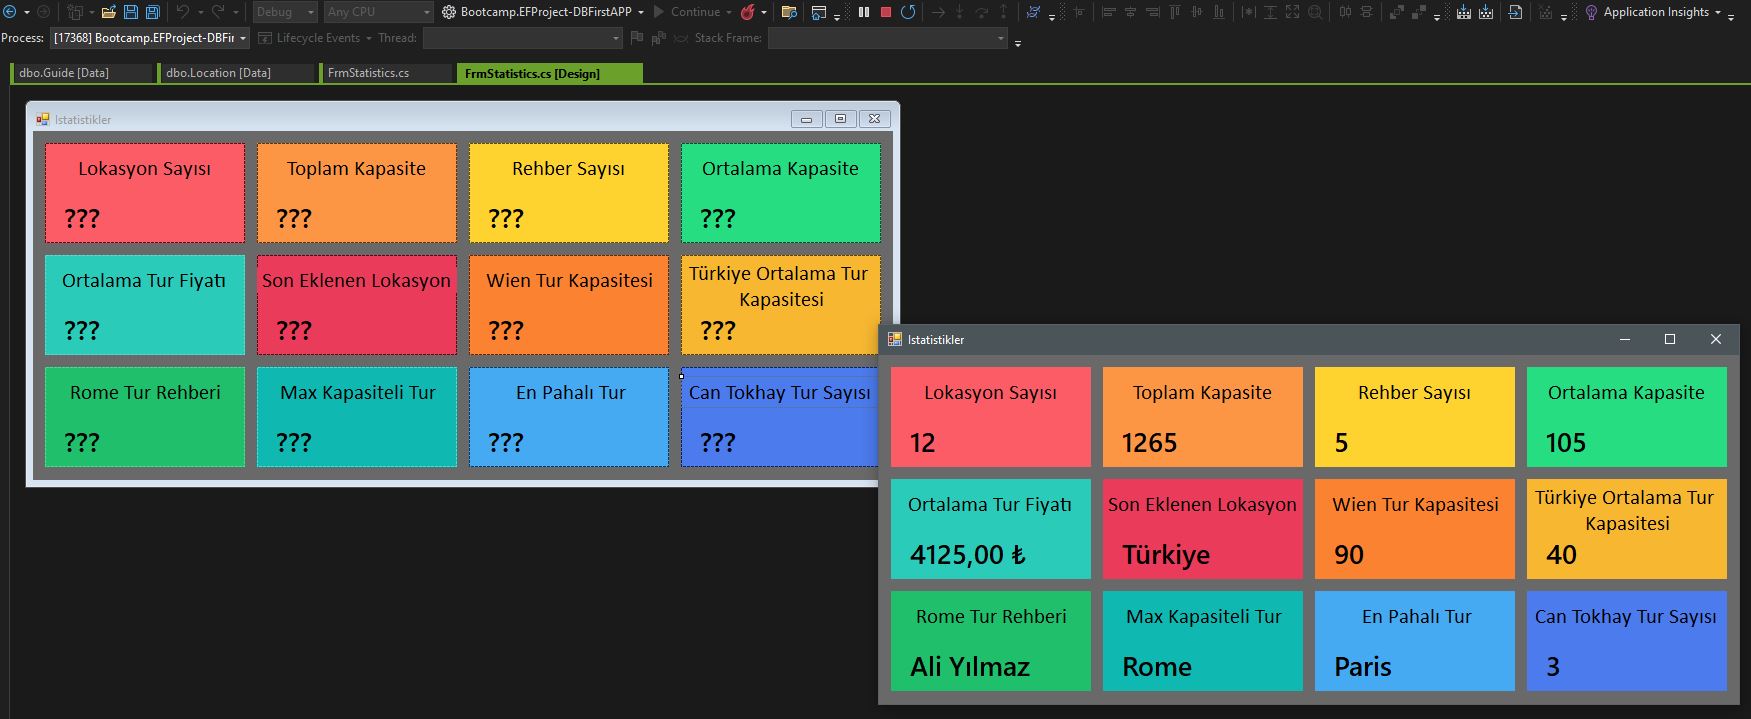 Debug Any CPU Bootcamp.EFProject-DBFirstAPP Continue Application Insights
Process: [17368] Bootcamp.EFProject-DBFir Lifecycle Events Thread: Stack Frame:
dbo.Guide [Data] dbo.Location [Data] FrmStatistics.cs FrmStatistics.cs [Design]
Istatistikler
Lokasyon Sayısı Toplam Kapasite Rehber Sayısı Ortalama Kapasite
??? ??? ??? ???
Ortalama Tur Fiyatı Son Eklenen Lokasyon Wien Tur Kapasitesi Türkiye Ortalama Tur
Kapasitesi
??? ??? ??? ???
Rome Tur Rehberi Max Kapasiteli Tur En Pahalı Tur Can Tokhay Tur Sayısı
??? ??? ??? ???
Istatistikler
Lokasyon Sayısı Toplam Kapasite Rehber Sayısı Ortalama Kapasite
12 1265 5 105
Ortalama Tur Fiyatı Son Eklenen Lokasyon Wien Tur Kapasitesi Türkiye Ortalama Tur
Kapasitesi
4125,00 ₺ Türkiye 90 40
Rome Tur Rehberi Max Kapasiteli Tur En Pahalı Tur Can Tokhay Tur Sayısı
Ali Yılmaz Rome Paris 3